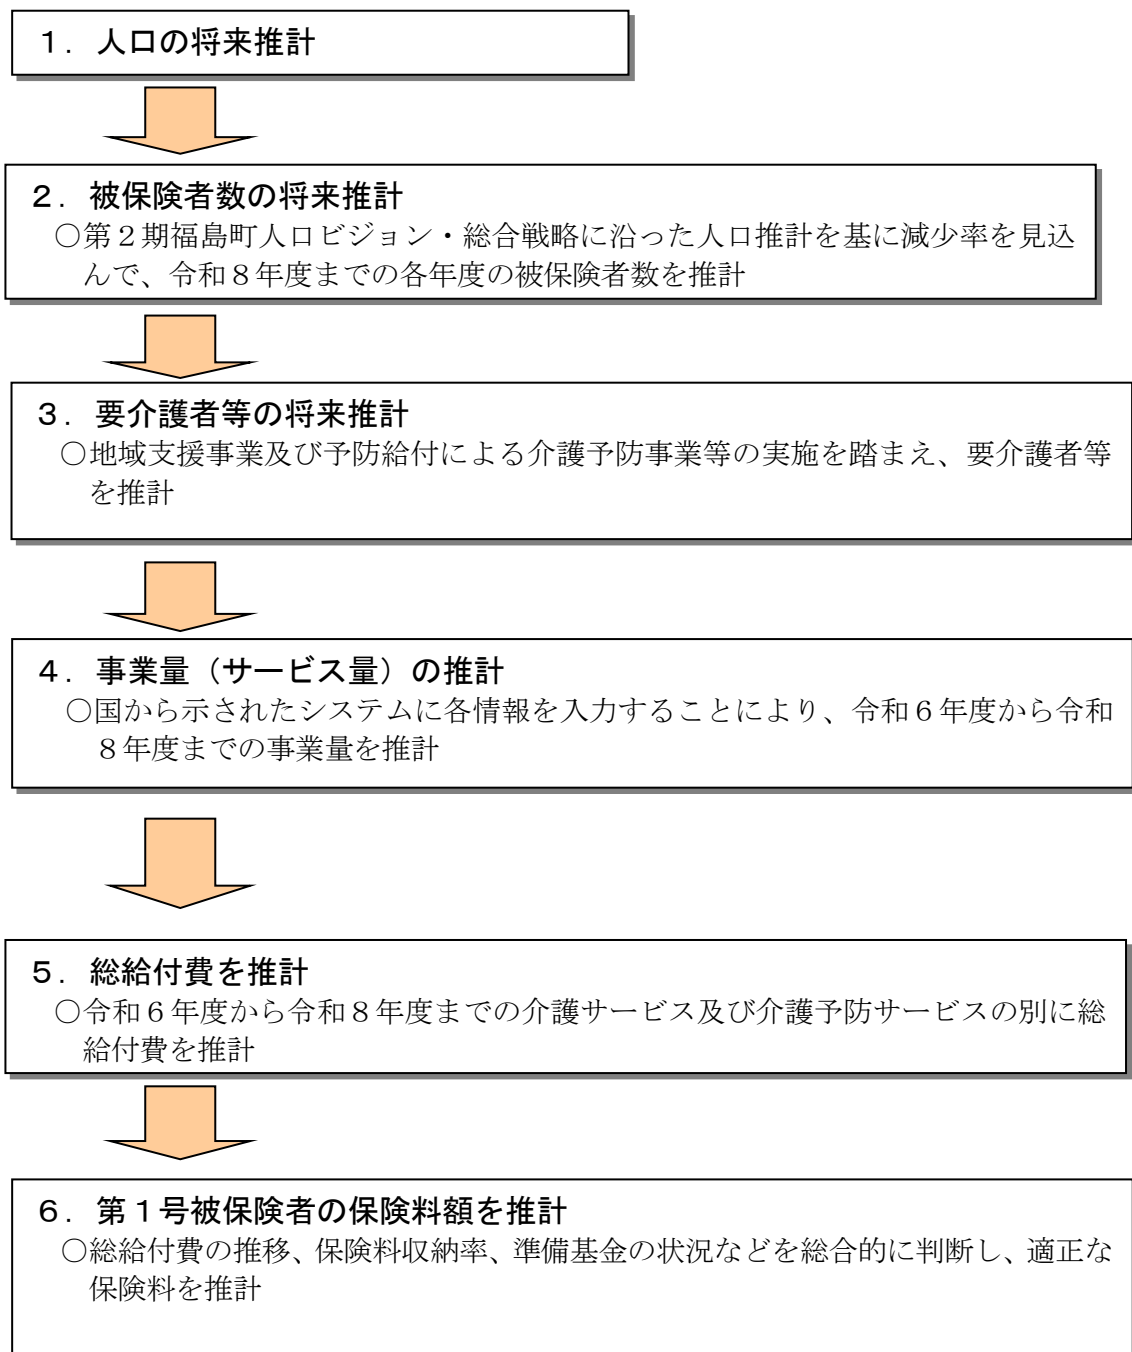 １．人口の将来推計
２．被保険者数の将来推計
○第２期福島町人口ビジョン・総合戦略に沿った人口推計を基に減少率を見込
んで、令和８年度までの各年度の被保険者数を推計
３．要介護者等の将来推計
○地域支援事業及び予防給付による介護予防事業等の実施を踏まえ、要介護者等
を推計
４．事業量（サービス量）の推計
○国から示されたシステムに各情報を入力することにより、令和６年度から令和
８年度までの事業量を推計
５．総給付費を推計
○令和６年度から令和８年度までの介護サービス及び介護予防サービスの別に総
給付費を推計
６．第１号被保険者の保険料額を推計
○総給付費の推移、保険料収納率、準備基金の状況などを総合的に判断し、適正な
保険料を推計